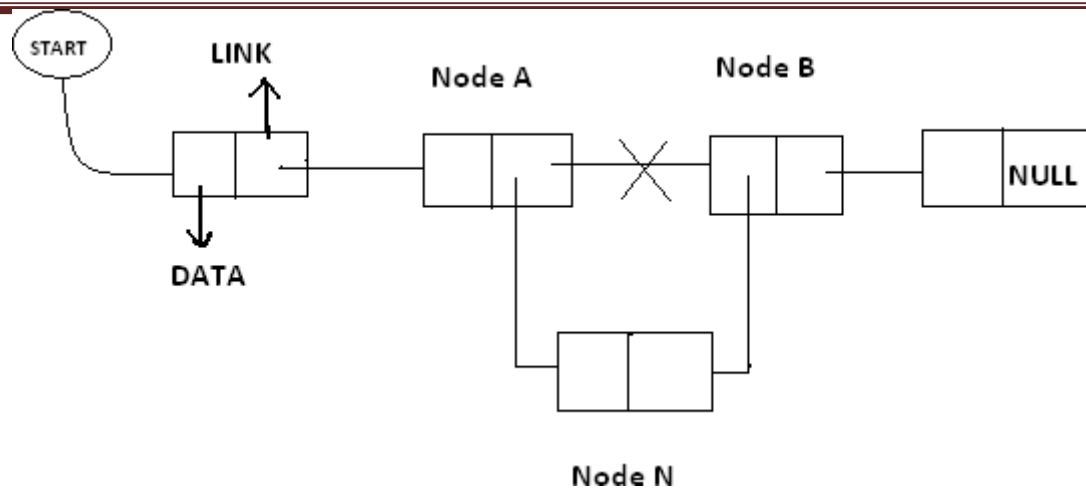 START
LINK
Node A
Node B
NULL
DATA
Node N